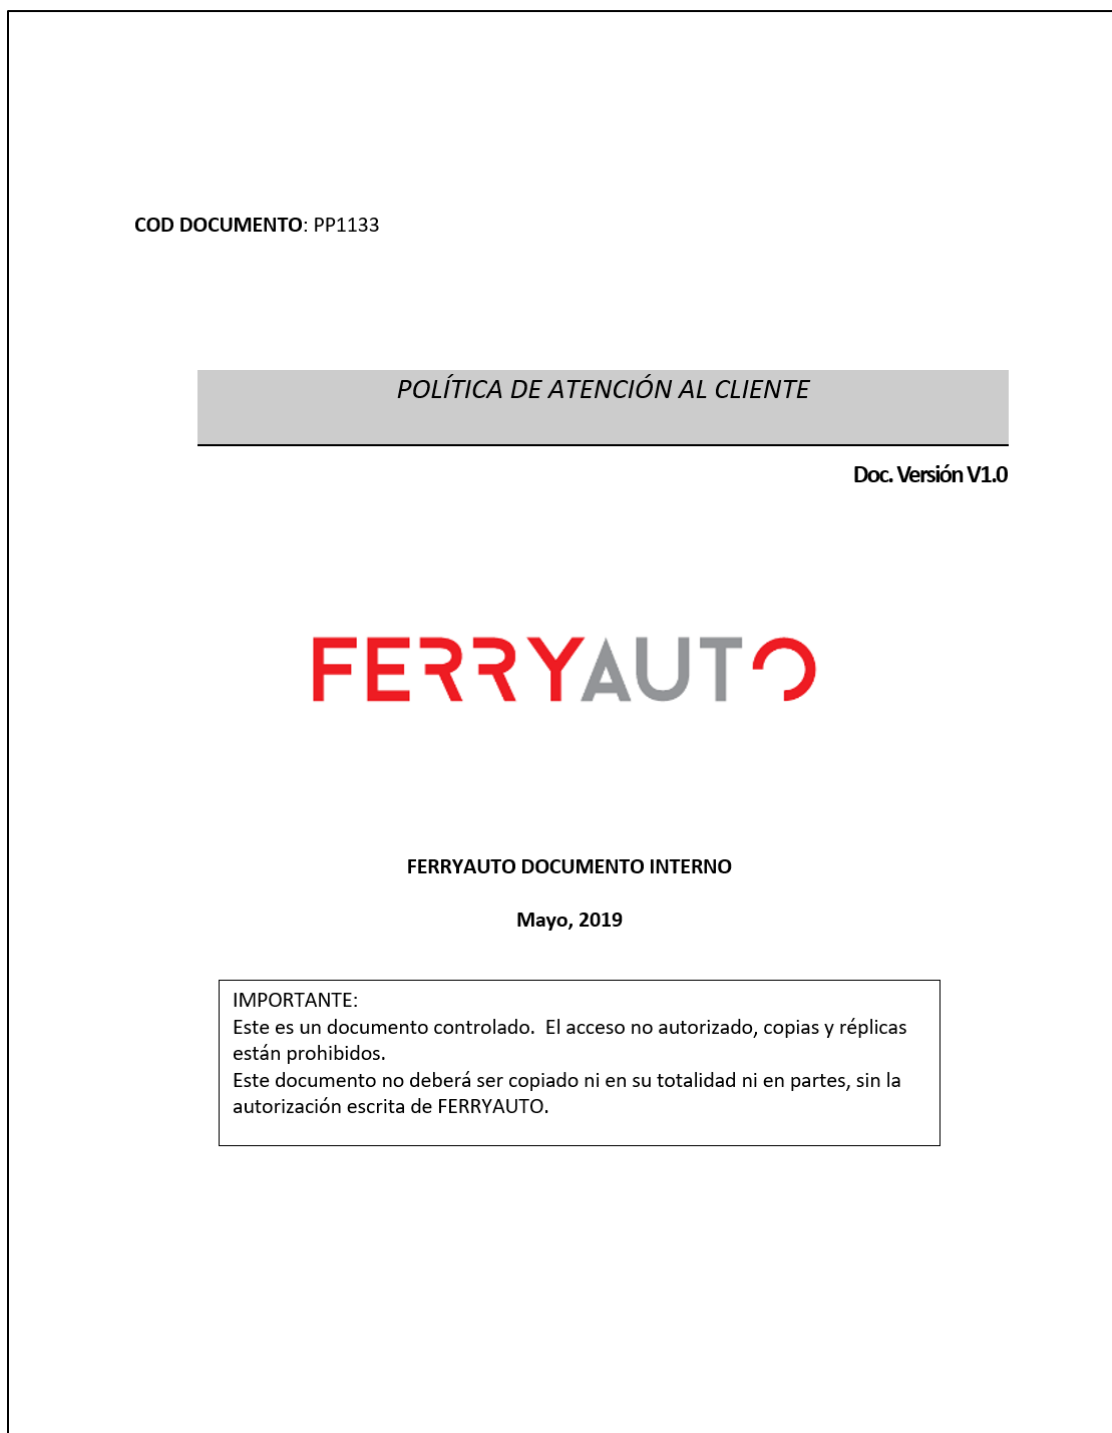 COD DOCUMENTO: PP1133
POLÍTICA DE ATENCIÓN AL CLIENTE
Doc. Versión V1.0
FERRYAUTO
FERRYAUTO DOCUMENTO INTERNO
Mayo, 2019
IMPORTANTE:
Este es un documento controlado. El acceso no autorizado, copias y réplicas
están prohibidos.
Este documento no deberá ser copiado ni en su totalidad ni en partes, sin la
autorización escrita de FERRYAUTO.